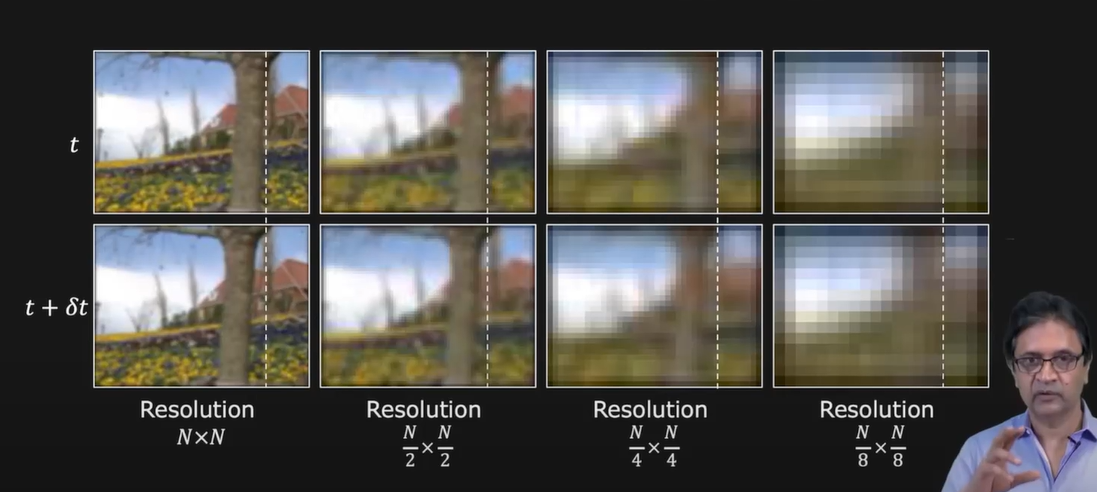 t
t + δt
Resolution
N×N
Resolution
N/2 × N/2
Resolution
N/4 × N/4
Resolution
N/8 × N/8